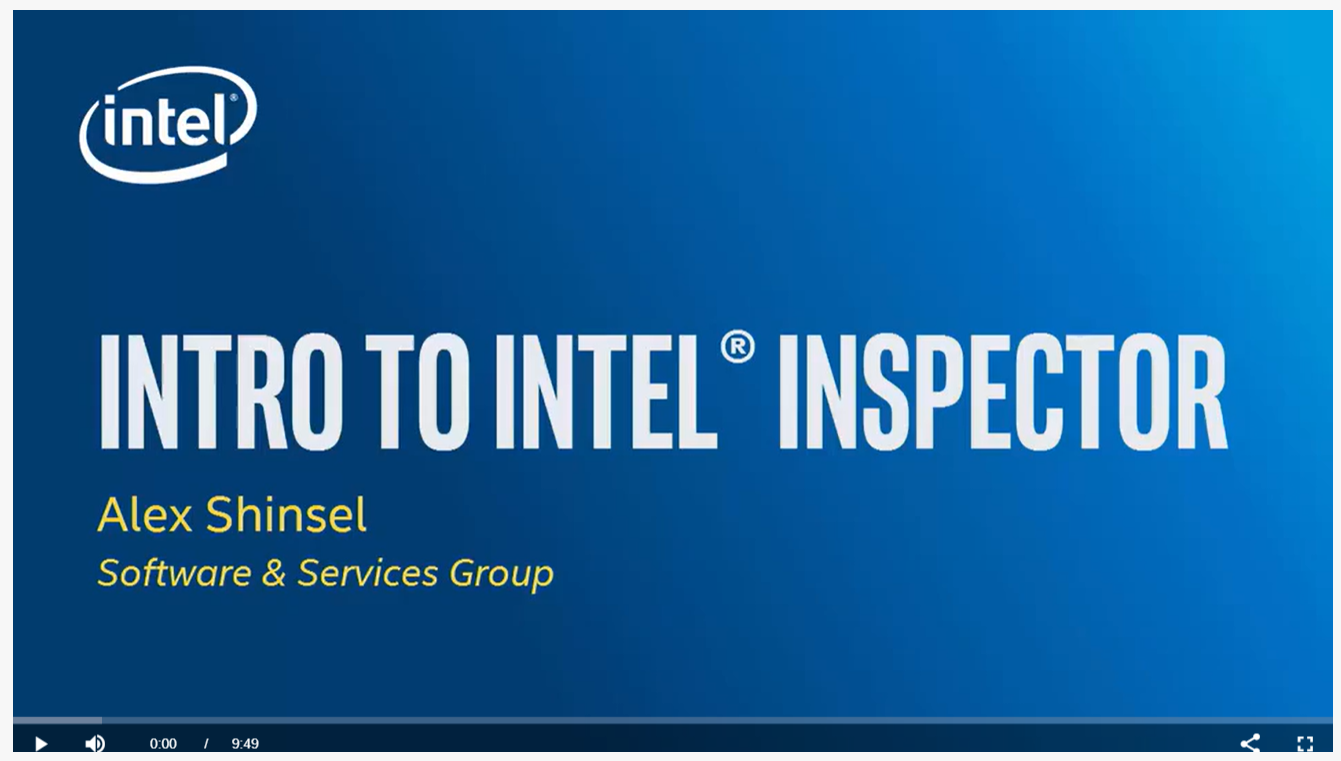 intel®
INTRO TO INTEL® INSPECTOR
Alex Shinsel
Software & Services Group
0:00 / 9:49